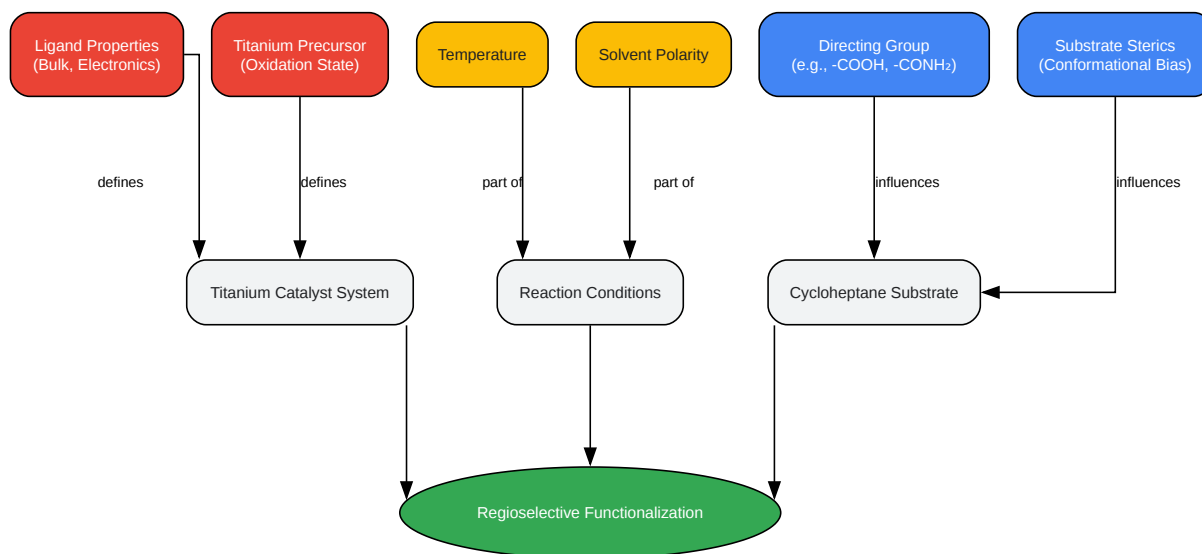 Ligand Properties
(Bulk, Electronics)
Titanium Precursor
(Oxidation State)
Temperature
Solvent Polarity
Directing Group
(e.g., -COOH, -CONH₂)
Substrate Sterics
(Conformational Bias)
defines
defines
part of
part of
influences
influences
Titanium Catalyst System
Reaction Conditions
Cycloheptane Substrate
Regioselective Functionalization